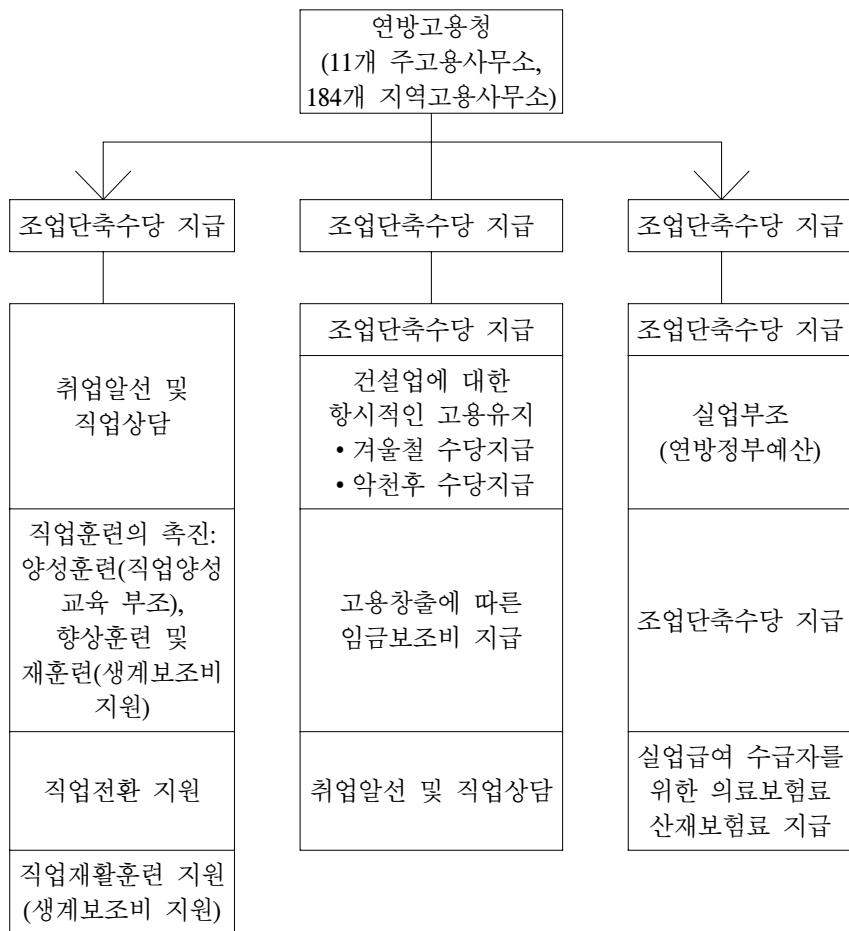 연방고용청
(11개 주고용사무소,
184개 지역고용사무소)
조업단축수당 지급
조업단축수당 지급
조업단축수당 지급
취업알선 및
직업상담
직업훈련의 촉진:
양성훈련(직업양성
교육 부조),
향상훈련 및
재훈련(생계보조비
지원)
직업전환 지원
직업재활훈련 지원
(생계보조비 지원)
조업단축수당 지급
건설업에 대한
항시적인 고용유지
• 겨울철 수당지급
• 악천후 수당지급
고용창출에 따른
임금보조비 지급
취업알선 및 직업상담
조업단축수당 지급
실업부조
(연방정부예산)
조업단축수당 지급
실업급여 수급자를
위한 의료보험료
산재보험료 지급